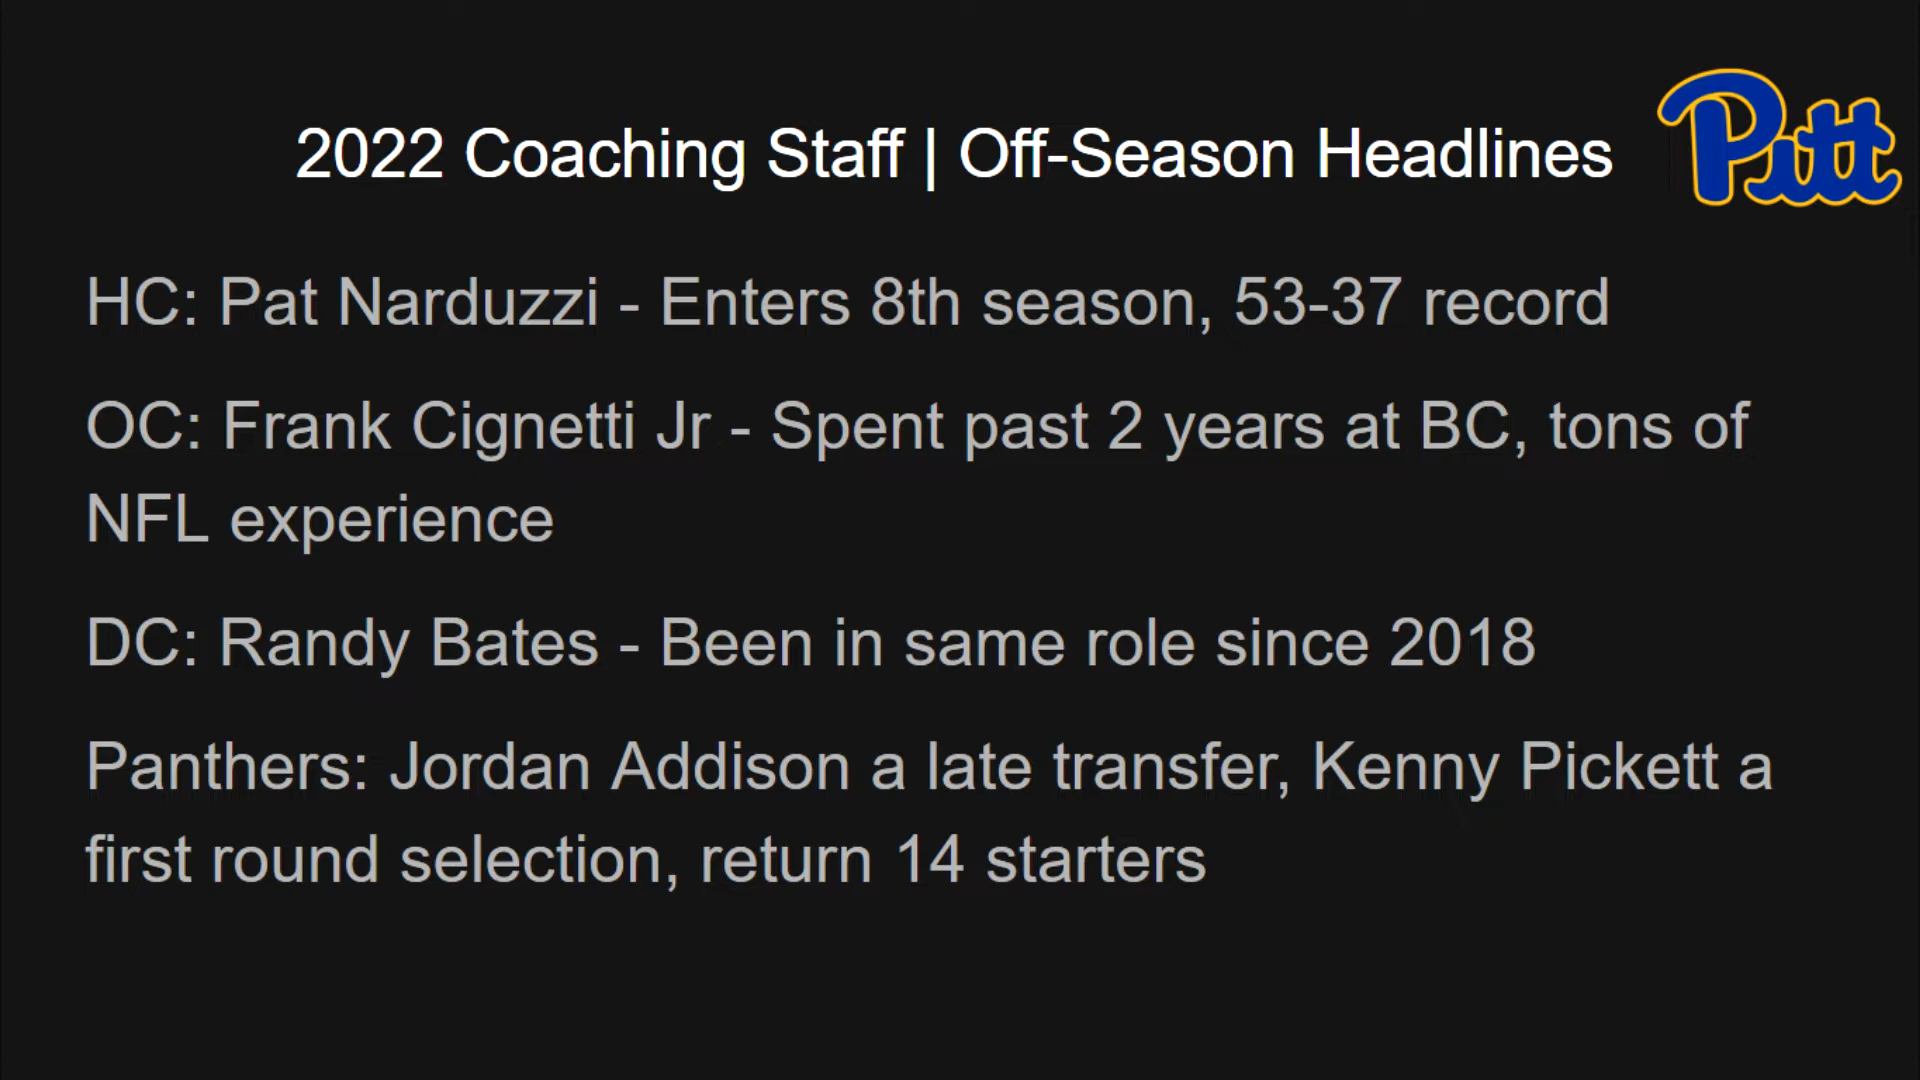 2022 Coaching Staff | Off-Season Headlines
Pitt
HC: Pat Narduzzi - Enters 8th season, 53-37 record
OC: Frank Cignetti Jr - Spent past 2 years at BC, tons of
NFL experience
DC: Randy Bates - Been in same role since 2018
Panthers: Jordan Addison a late transfer, Kenny Pickett a
first round selection, return 14 starters